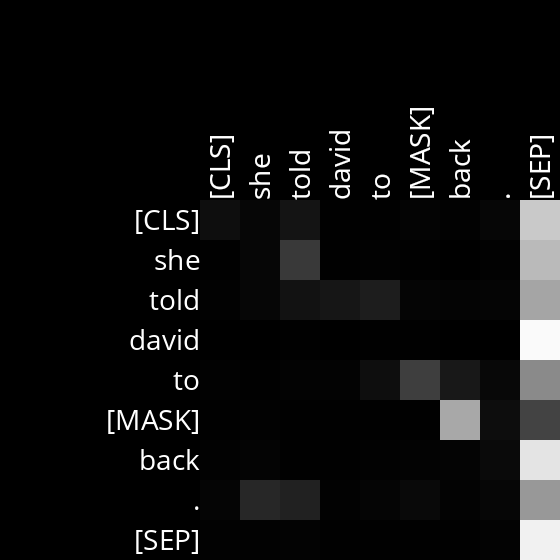 [CLS] she told david to [MASK] back . [SEP]
[CLS]
she
told
david
to
[MASK]
back
.
[SEP]